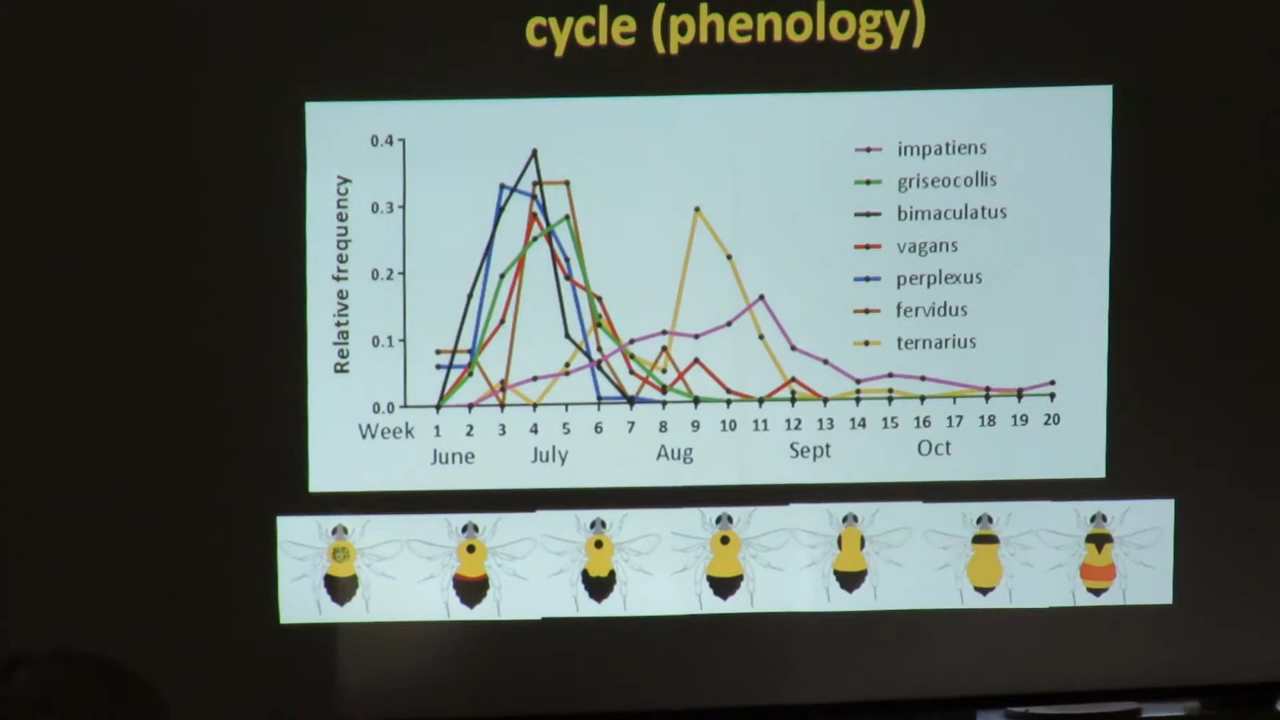 cycle (phenology)
Relative frequency
0.4
0.3
0.2
0.1
0.0
impatiens
griseocollis
bimaculatus
vagans
perplexus
fervidus
ternarius
Week 1 2 3 4 5 6 7 8 9 10 11 12 13 14 15 16 17 18 19 20
June July Aug Sept Oct